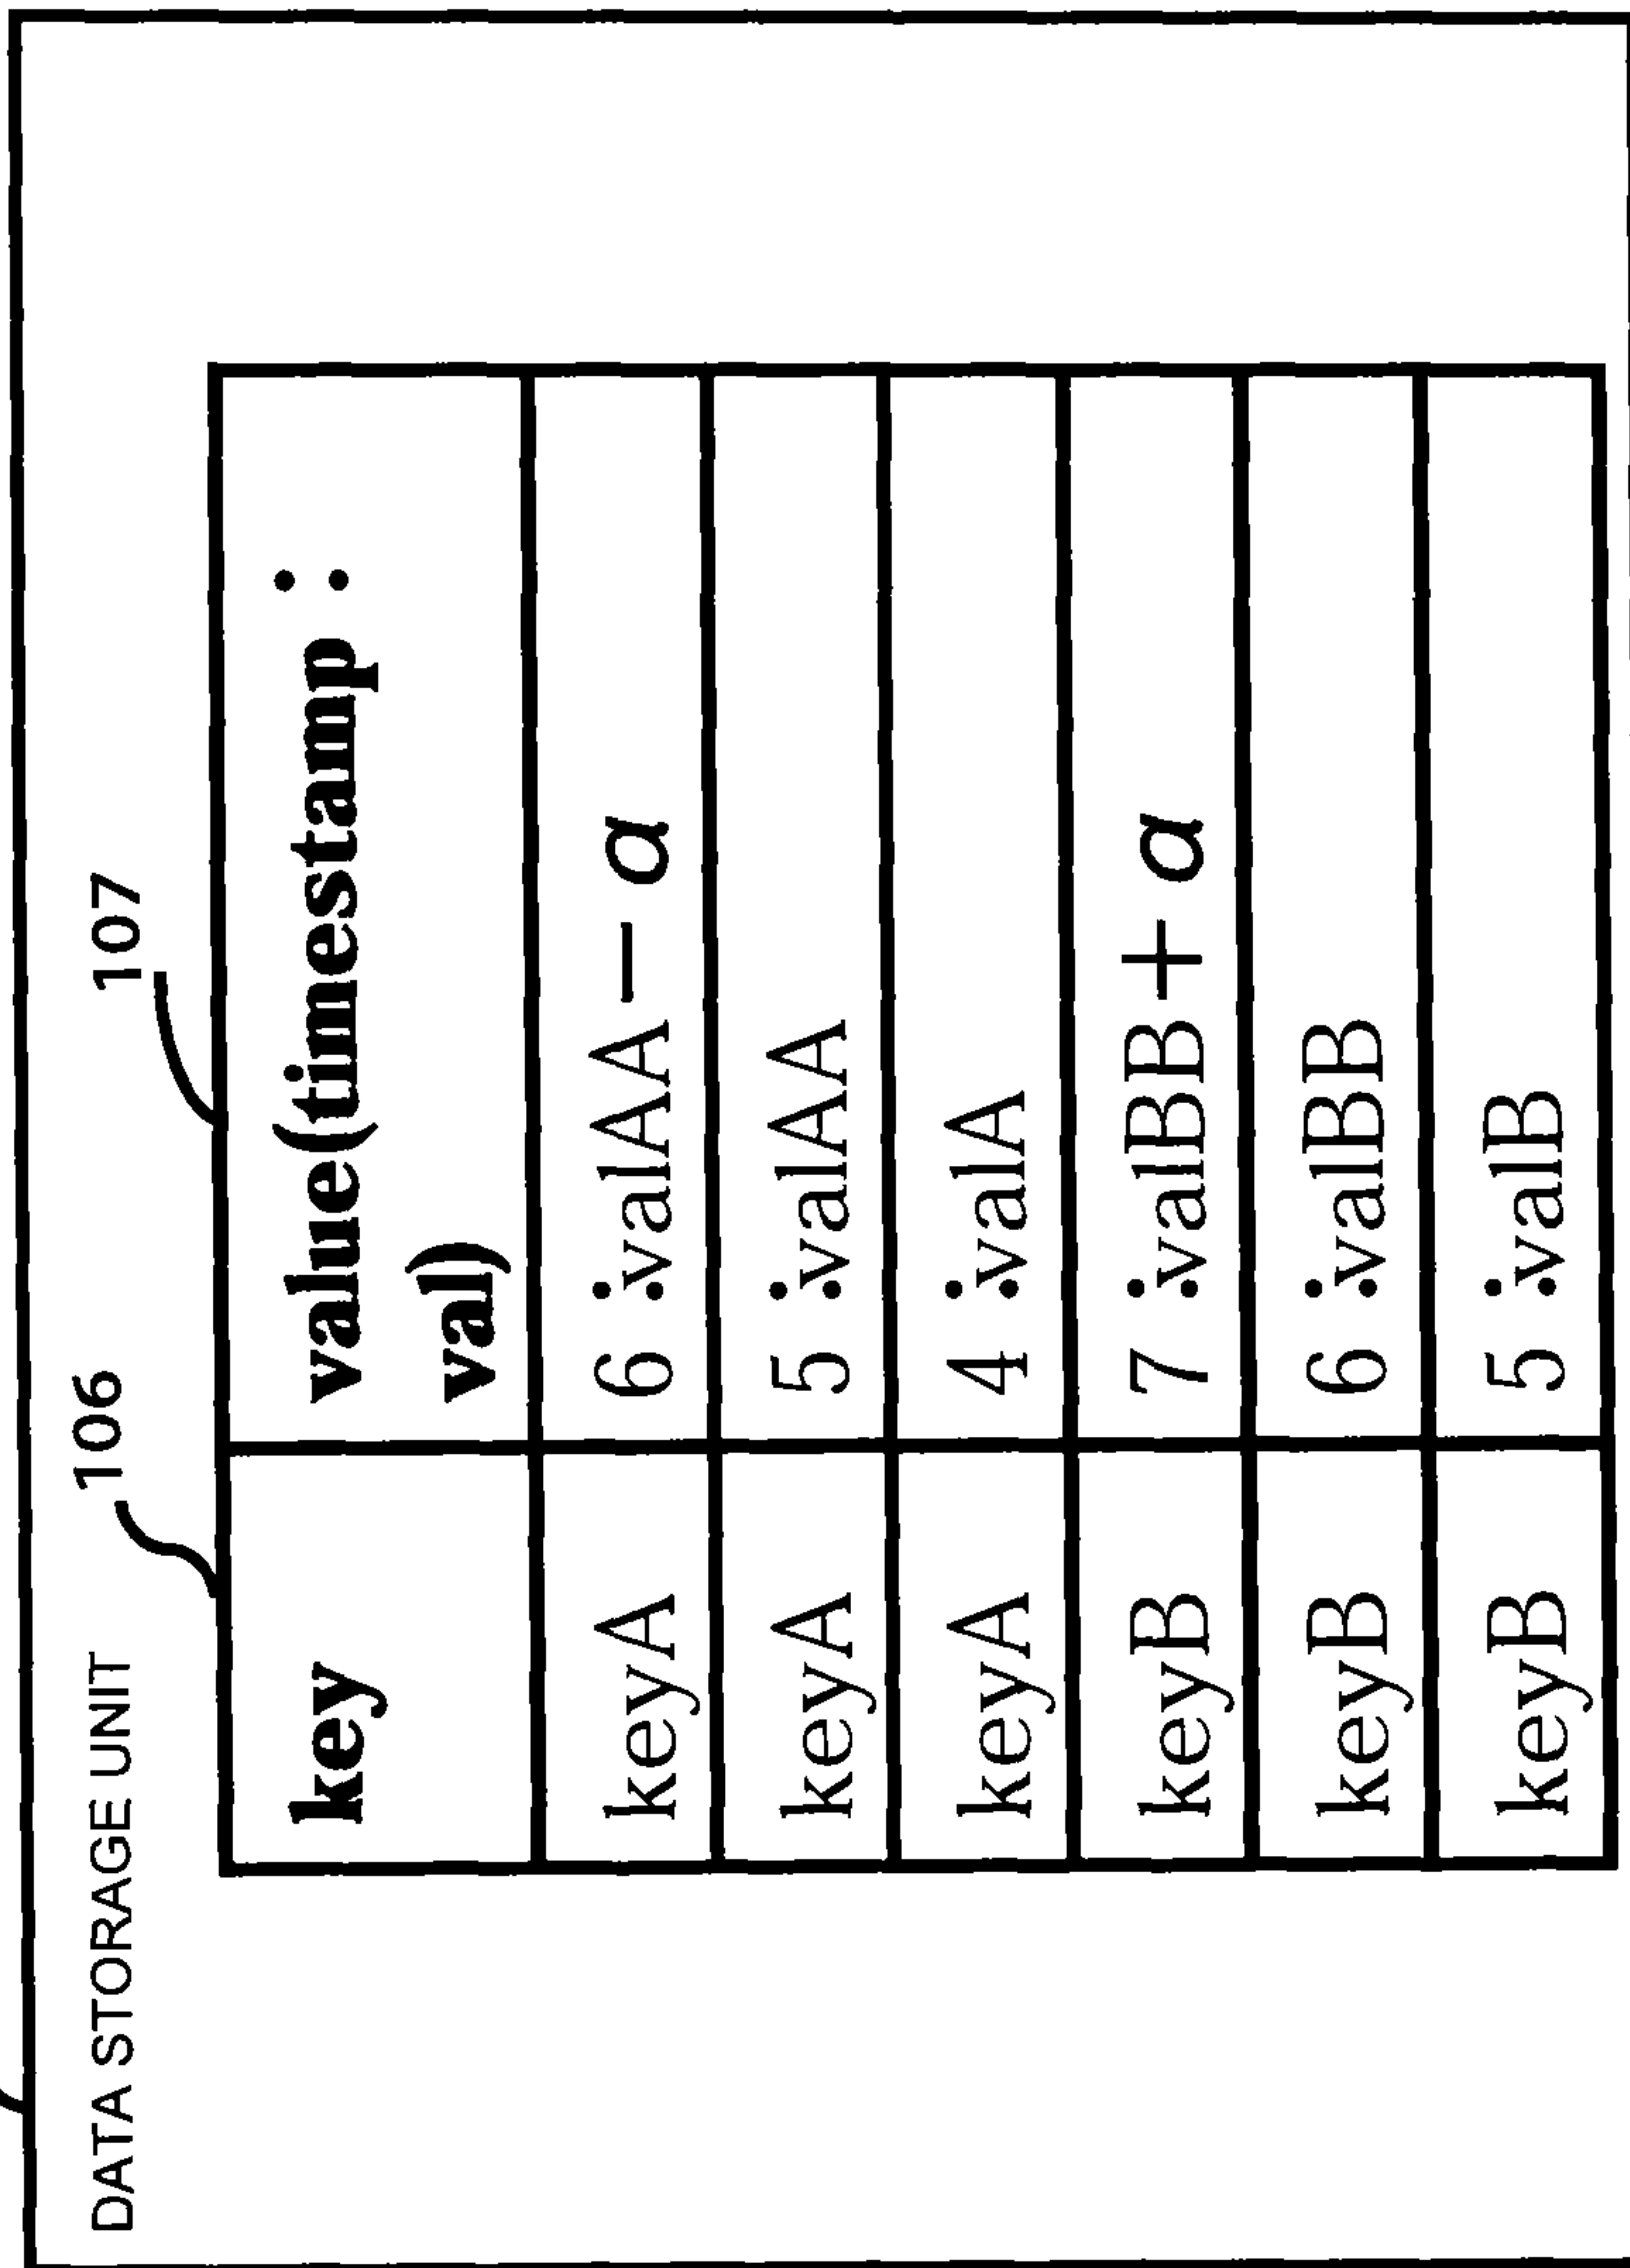 DATA STORAGE UNIT
106
107
key value(timestamp :
val)
keyA 6 :valAA－α
keyA 5 :valAA
keyA 4 :valA
keyB 7 :valBB＋α
keyB 6 :valBB
keyB 5 :valB